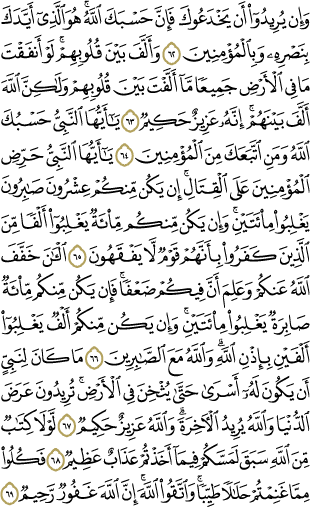 وَإِن يُرِيدُوٓاْ أَن يَخۡدَعُوكَ فَإِنَّ حَسۡبَكَ ٱللَّهُۚ هُوَ ٱلَّذِيٓ أَيَّدَكَ
بِنَصۡرِهِۦ وَبِٱلۡمُؤۡمِنِينَ ٦٢ وَأَلَّفَ بَيۡنَ قُلُوبِهِمۡۚ لَوۡ أَنفَقۡتَ
مَا فِي ٱلۡأَرۡضِ جَمِيعٗا مَّآ أَلَّفۡتَ بَيۡنَ قُلُوبِهِمۡ وَلَٰكِنَّ ٱللَّهَ
أَلَّفَ بَيۡنَهُمۡۚ إِنَّهُۥ عَزِيزٌ حَكِيمٞ ٦٣ يَٰٓأَيُّهَا ٱلنَّبِيُّ حَسۡبُكَ
ٱللَّهُ وَمَنِ ٱتَّبَعَكَ مِنَ ٱلۡمُؤۡمِنِينَ ٦٤ يَٰٓأَيُّهَا ٱلنَّبِيُّ حَرِّضِ
ٱلۡمُؤۡمِنِينَ عَلَى ٱلۡقِتَالِۚ إِن يَكُن مِّنكُمۡ عِشۡرُونَ صَٰبِرُونَ
يَغۡلِبُواْ مِاْئَتَيۡنِۚ وَإِن يَكُن مِّنكُم مِّاْئَةٞ يَغۡلِبُوٓاْ أَلۡفٗا مِّنَ
ٱلَّذِينَ كَفَرُواْ بِأَنَّهُمۡ قَوۡمٞ لَّا يَفۡقَهُونَ ٦٥ ٱلۡـَٰٔنَ خَفَّفَ
ٱللَّهُ عَنكُمۡ وَعَلِمَ أَنَّ فِيكُمۡ ضَعۡفٗاۚ فَإِن يَكُن مِّنكُم مِّاْئَةٞ
صَابِرَةٞ يَغۡلِبُواْ مِاْئَتَيۡنِۚ وَإِن يَكُن مِّنكُمۡ أَلۡفٞ يَغۡلِبُوٓاْ
أَلۡفَيۡنِ بِإِذۡنِ ٱللَّهِۗ وَٱللَّهُ مَعَ ٱلصَّٰبِرِينَ ٦٦ مَا كَانَ لِنَبِيٍّ
أَن يَكُونَ لَهُۥٓ أَسۡرَىٰ حَتَّىٰ يُثۡخِنَ فِي ٱلۡأَرۡضِۚ تُرِيدُونَ عَرَضَ
ٱلدُّنۡيَا وَٱللَّهُ يُرِيدُ ٱلۡأٓخِرَةَۗ وَٱللَّهُ عَزِيزٌ حَكِيمٞ ٦٧ لَّوۡلَا كِتَٰبٞ
مِّنَ ٱللَّهِ سَبَقَ لَمَسَّكُمۡ فِيمَآ أَخَذۡتُمۡ عَذَابٌ عَظِيمٞ ٦٨ فَكُلُواْ
مِمَّا غَنِمۡتُمۡ حَلَٰلٗا طَيِّبٗاۚ وَٱتَّقُواْ ٱللَّهَۚ إِنَّ ٱللَّهَ غَفُورٞ رَّحِيمٞ ٦٩